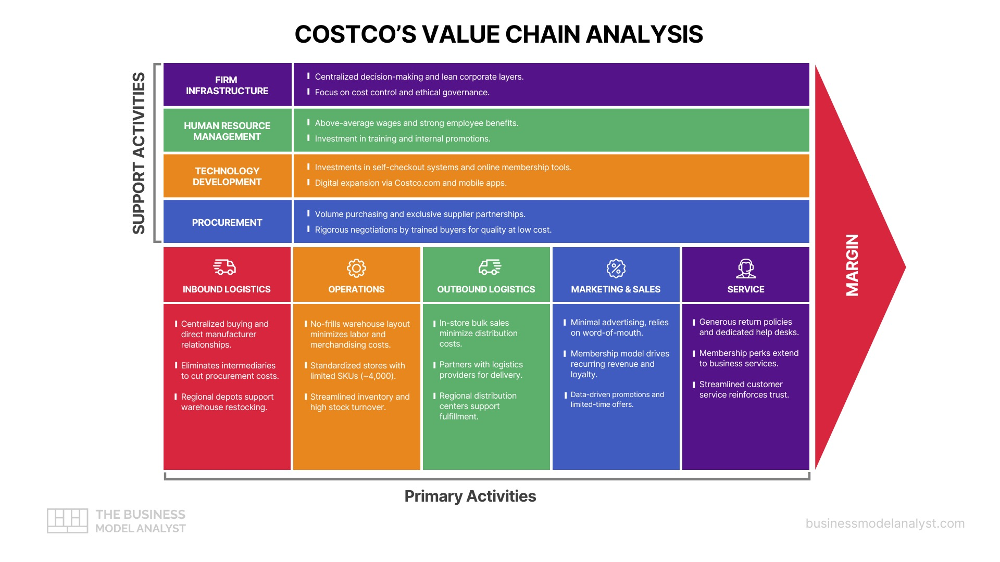 COSTCO’S VALUE CHAIN ANALYSIS
SUPPORT ACTIVITIES
FIRM
INFRASTRUCTURE
Centralized decision-making and lean corporate layers.
Focus on cost control and ethical governance.
HUMAN RESOURCE
MANAGEMENT
Above-average wages and strong employee benefits.
Investment in training and internal promotions.
TECHNOLOGY
DEVELOPMENT
Investments in self-checkout systems and online membership tools.
Digital expansion via Costco.com and mobile apps.
PROCUREMENT
Volume purchasing and exclusive supplier partnerships.
Rigorous negotiations by trained buyers for quality at low cost.
INBOUND LOGISTICS
Centralized buying and
direct manufacturer
relationships.
Eliminates intermediaries
to cut procurement costs.
Regional depots support
warehouse restocking.
OPERATIONS
No-frills warehouse layout
minimizes labor and
merchandising costs.
Standardized stores with
limited SKUs (~4,000).
Streamlined inventory and
high stock turnover.
OUTBOUND LOGISTICS
In-store bulk sales
minimize distribution
costs.
Partners with logistics
providers for delivery.
Regional distribution
centers support
fulfillment.
MARKETING & SALES
Minimal advertising, relies
on word-of-mouth.
Membership model drives
recurring revenue and
loyalty.
Data-driven promotions and
limited-time offers.
SERVICE
Generous return policies
and dedicated help desks.
Membership perks extend
to business services.
Streamlined customer
service reinforces trust.
MARGIN
Primary Activities
THE BUSINESS
MODEL ANALYST
businessmodelanalyst.com